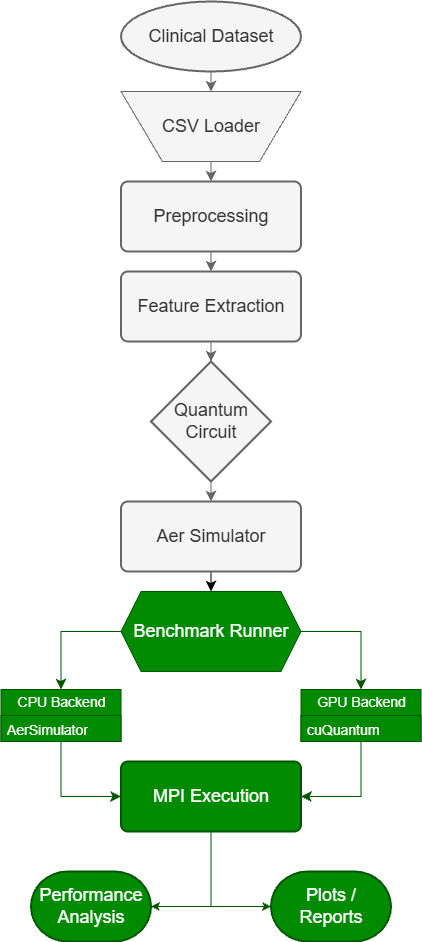 Clinical Dataset
CSV Loader
Preprocessing
Feature Extraction
Quantum
Circuit
Aer Simulator
Benchmark Runner
CPU Backend
AerSimulator
GPU Backend
cuQuantum
MPI Execution
Performance
Analysis
Plots /
Reports